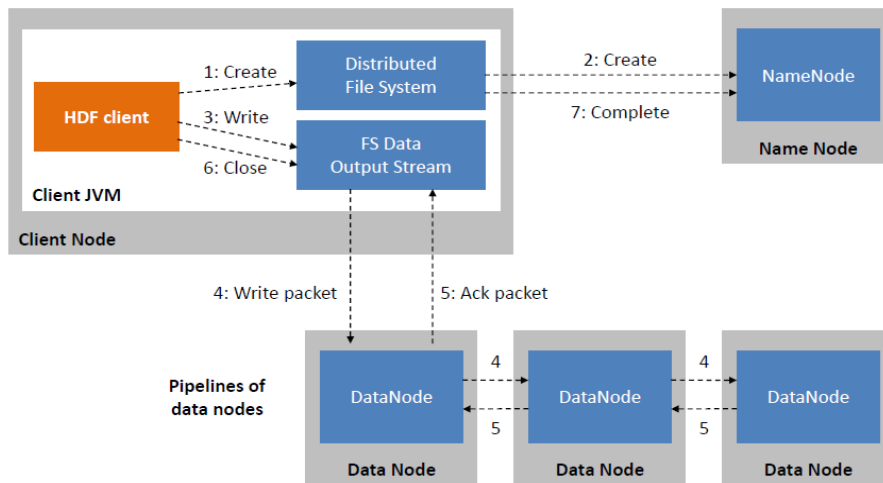 Distributed
File System
1: Create
2: Create
NameNode
HDF client
3: Write
7: Complete
FS Data
Output Stream
Name Node
6: Close
Client JVM
Client Node
4: Write packet
5: Ack packet
Pipelines of
data nodes
DataNode
4
DataNode
4
DataNode
5
5
Data Node
Data Node
Data Node